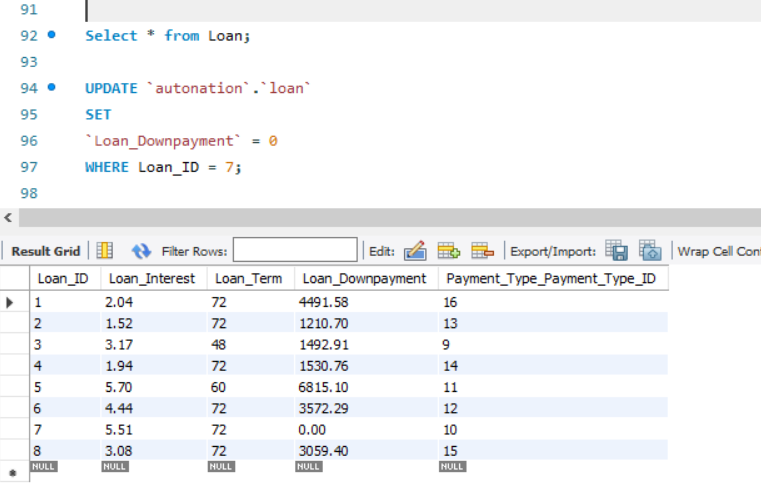 91
92 Select * from Loan;
93
94 UPDATE `autonation`.`loan`
95 SET
96 `Loan_Downpayment` = 0
97 WHERE Loan_ID = 7;
98
Result Grid Filter Rows: Edit: Export/Import: Wrap Cell Con
Loan_ID Loan_Interest Loan_Term Loan_Downpayment Payment_Type_Payment_Type_ID
1 2.04 72 4491.58 16
2 1.52 72 1210.70 13
3 3.17 48 1492.91 9
4 1.94 72 1530.76 14
5 5.70 60 6815.10 11
6 4.44 72 3572.29 12
7 5.51 72 0.00 10
8 3.08 72 3059.40 15
NULL NULL NULL NULL NULL